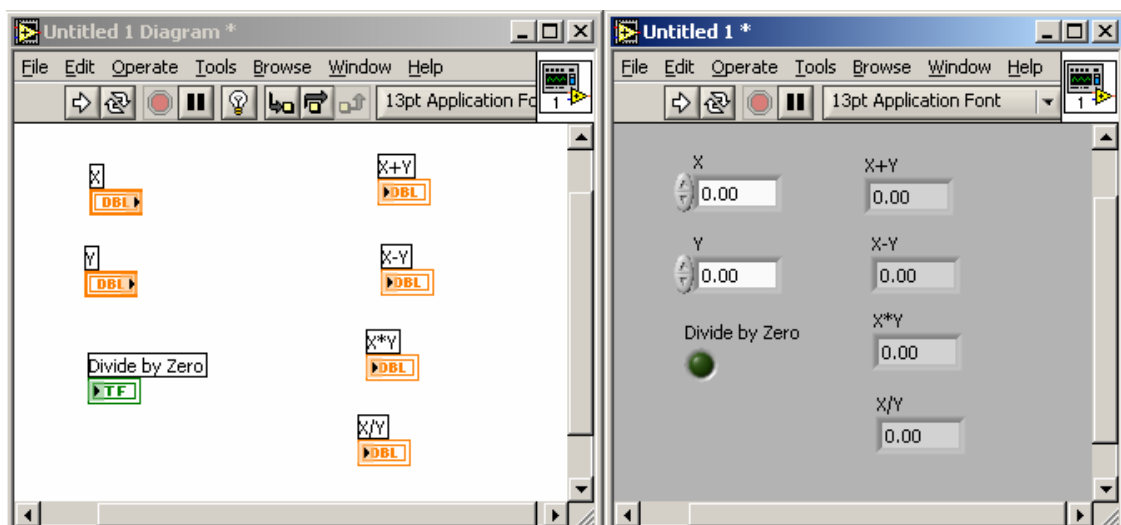 Untitled 1 Diagram *
File Edit Operate Tools Browse Window Help
13pt Application Fo
1
X
DBL
X+Y
DBL
Y
DBL
X-Y
DBL
Divide by Zero
TF
X*Y
DBL
X/Y
DBL
Untitled 1 *
File Edit Operate Tools Browse Window Help
13pt Application Font
1
X
0.00
X+Y
0.00
Y
0.00
X-Y
0.00
Divide by Zero
X*Y
0.00
X/Y
0.00